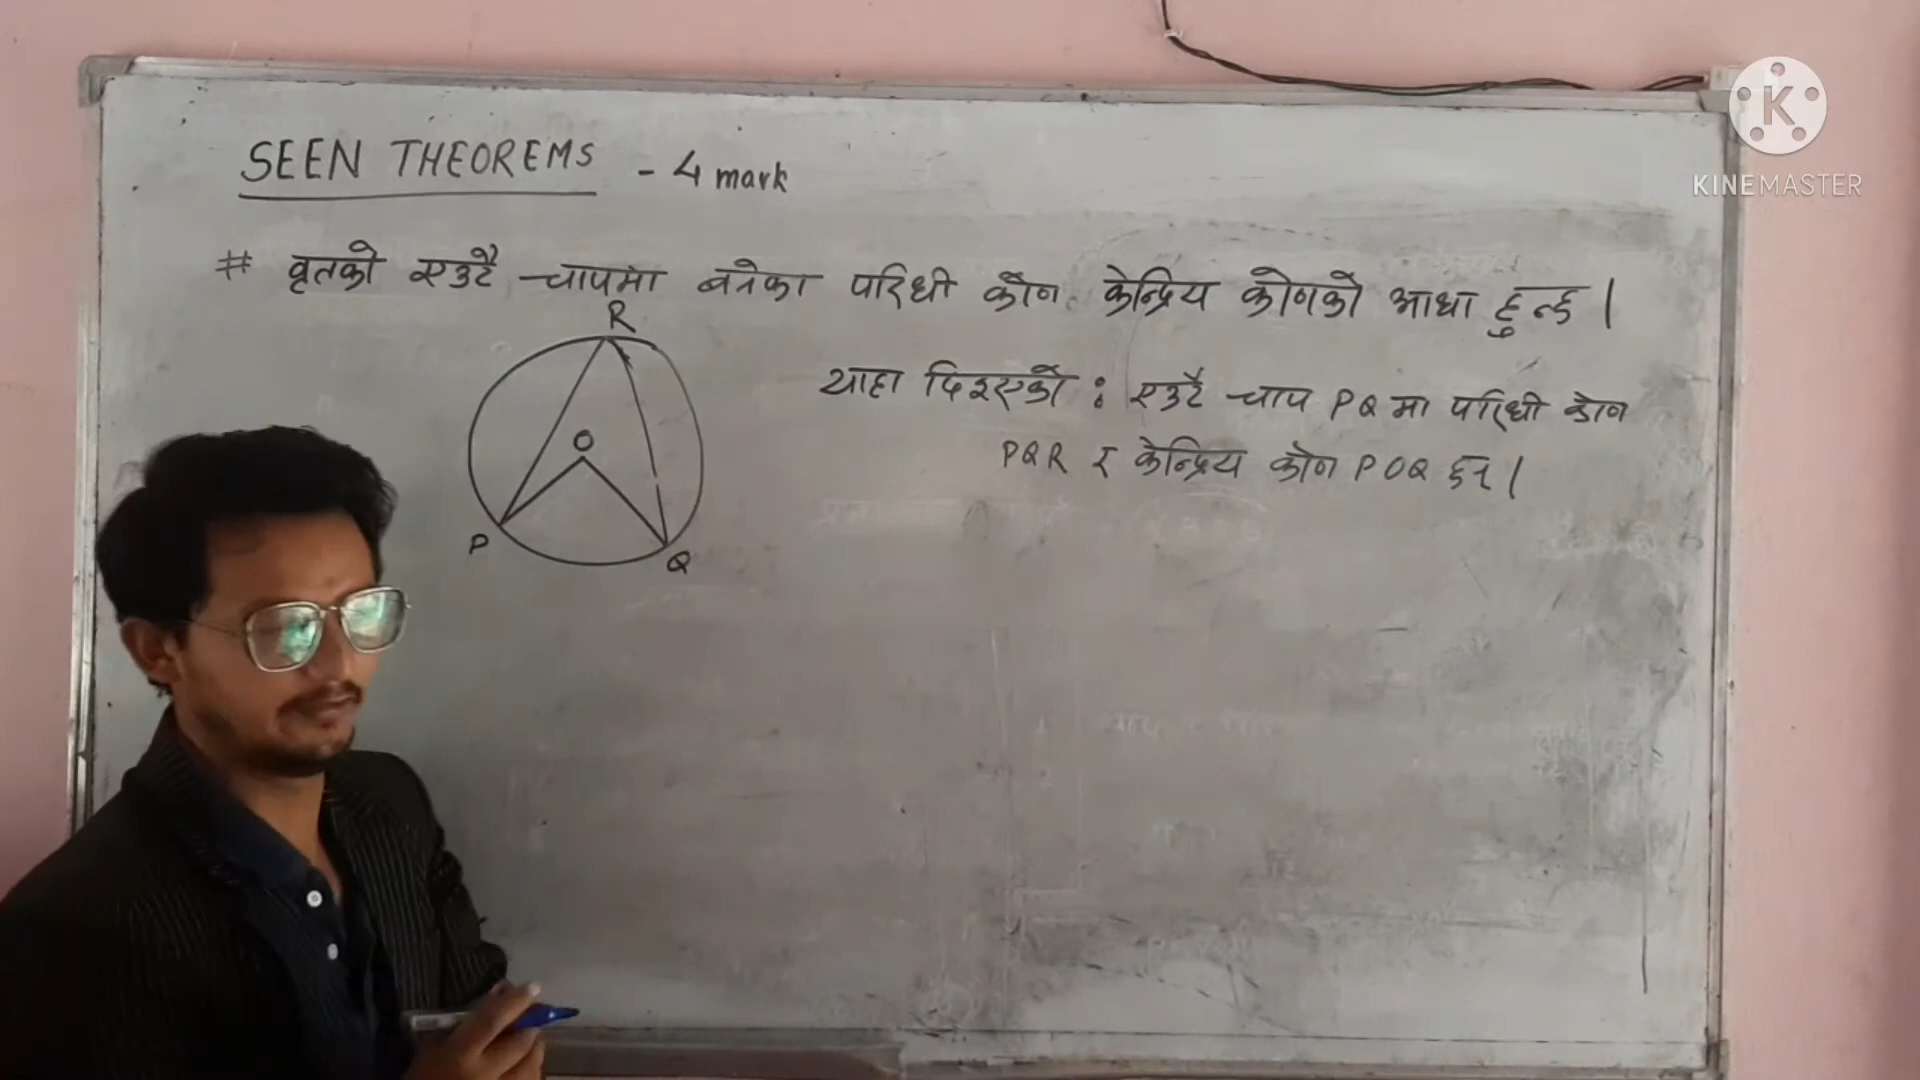 SEEN THEOREMS - 4 mark
# वृतको एउटै चापमा बनेका परिधी कोण केन्द्रिय कोणको आधा हुन्छ ।
R
O
P
Q
याहा दिइएको : एउटै चाप PQ मा परिधी कोण
PQR र केन्द्रिय कोण POQ छन् ।
K
KINEMASTER